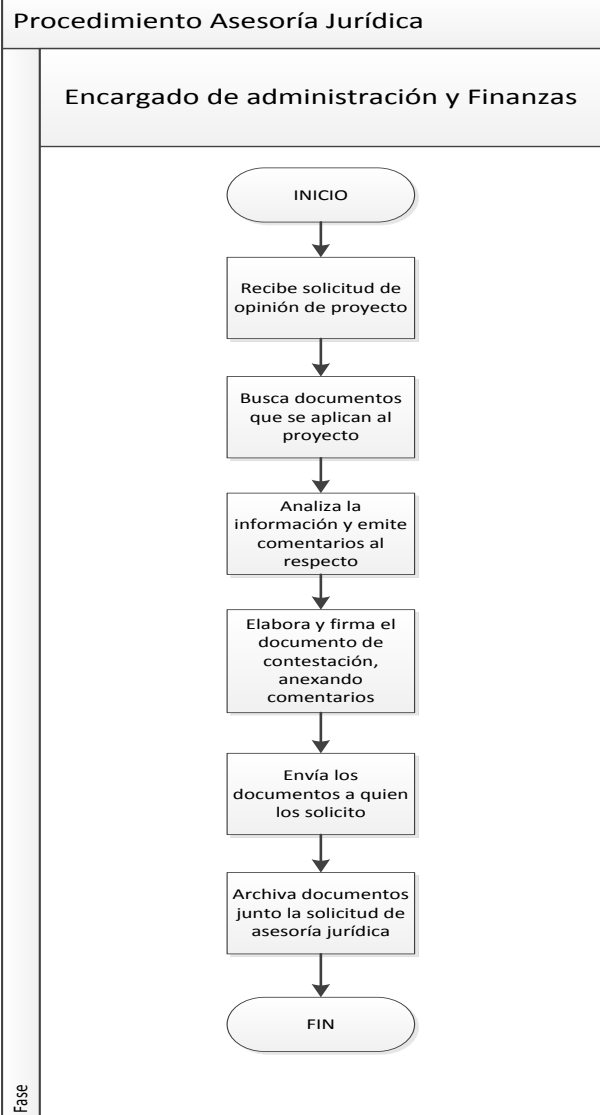 Procedimiento Asesoría Jurídica
Encargado de administración y Finanzas
INICIO
Recibe solicitud de
opinión de proyecto
Busca documentos
que se aplican al
proyecto
Analiza la
información y emite
comentarios al
respecto
Elabora y firma el
documento de
contestación,
anexando
comentarios
Envía los
documentos a quien
los solicito
Archiva documentos
junto la solicitud de
asesoría jurídica
FIN
Fase